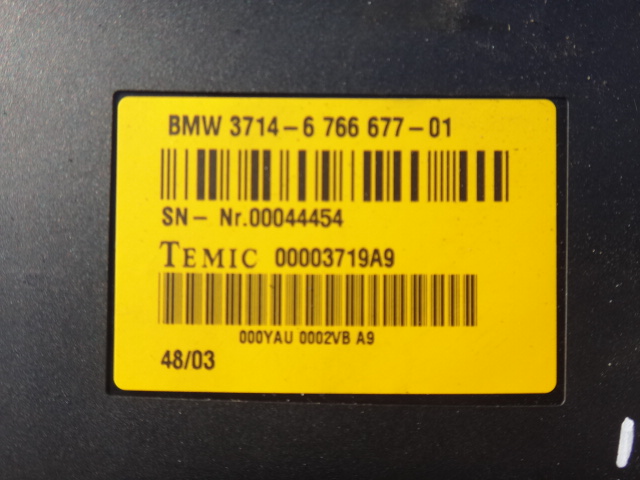 BMW 3714-6 766 677-01
SN- Nr.00044454
TEMIC 00003719A9
000YAU 0002VB A9
48/03